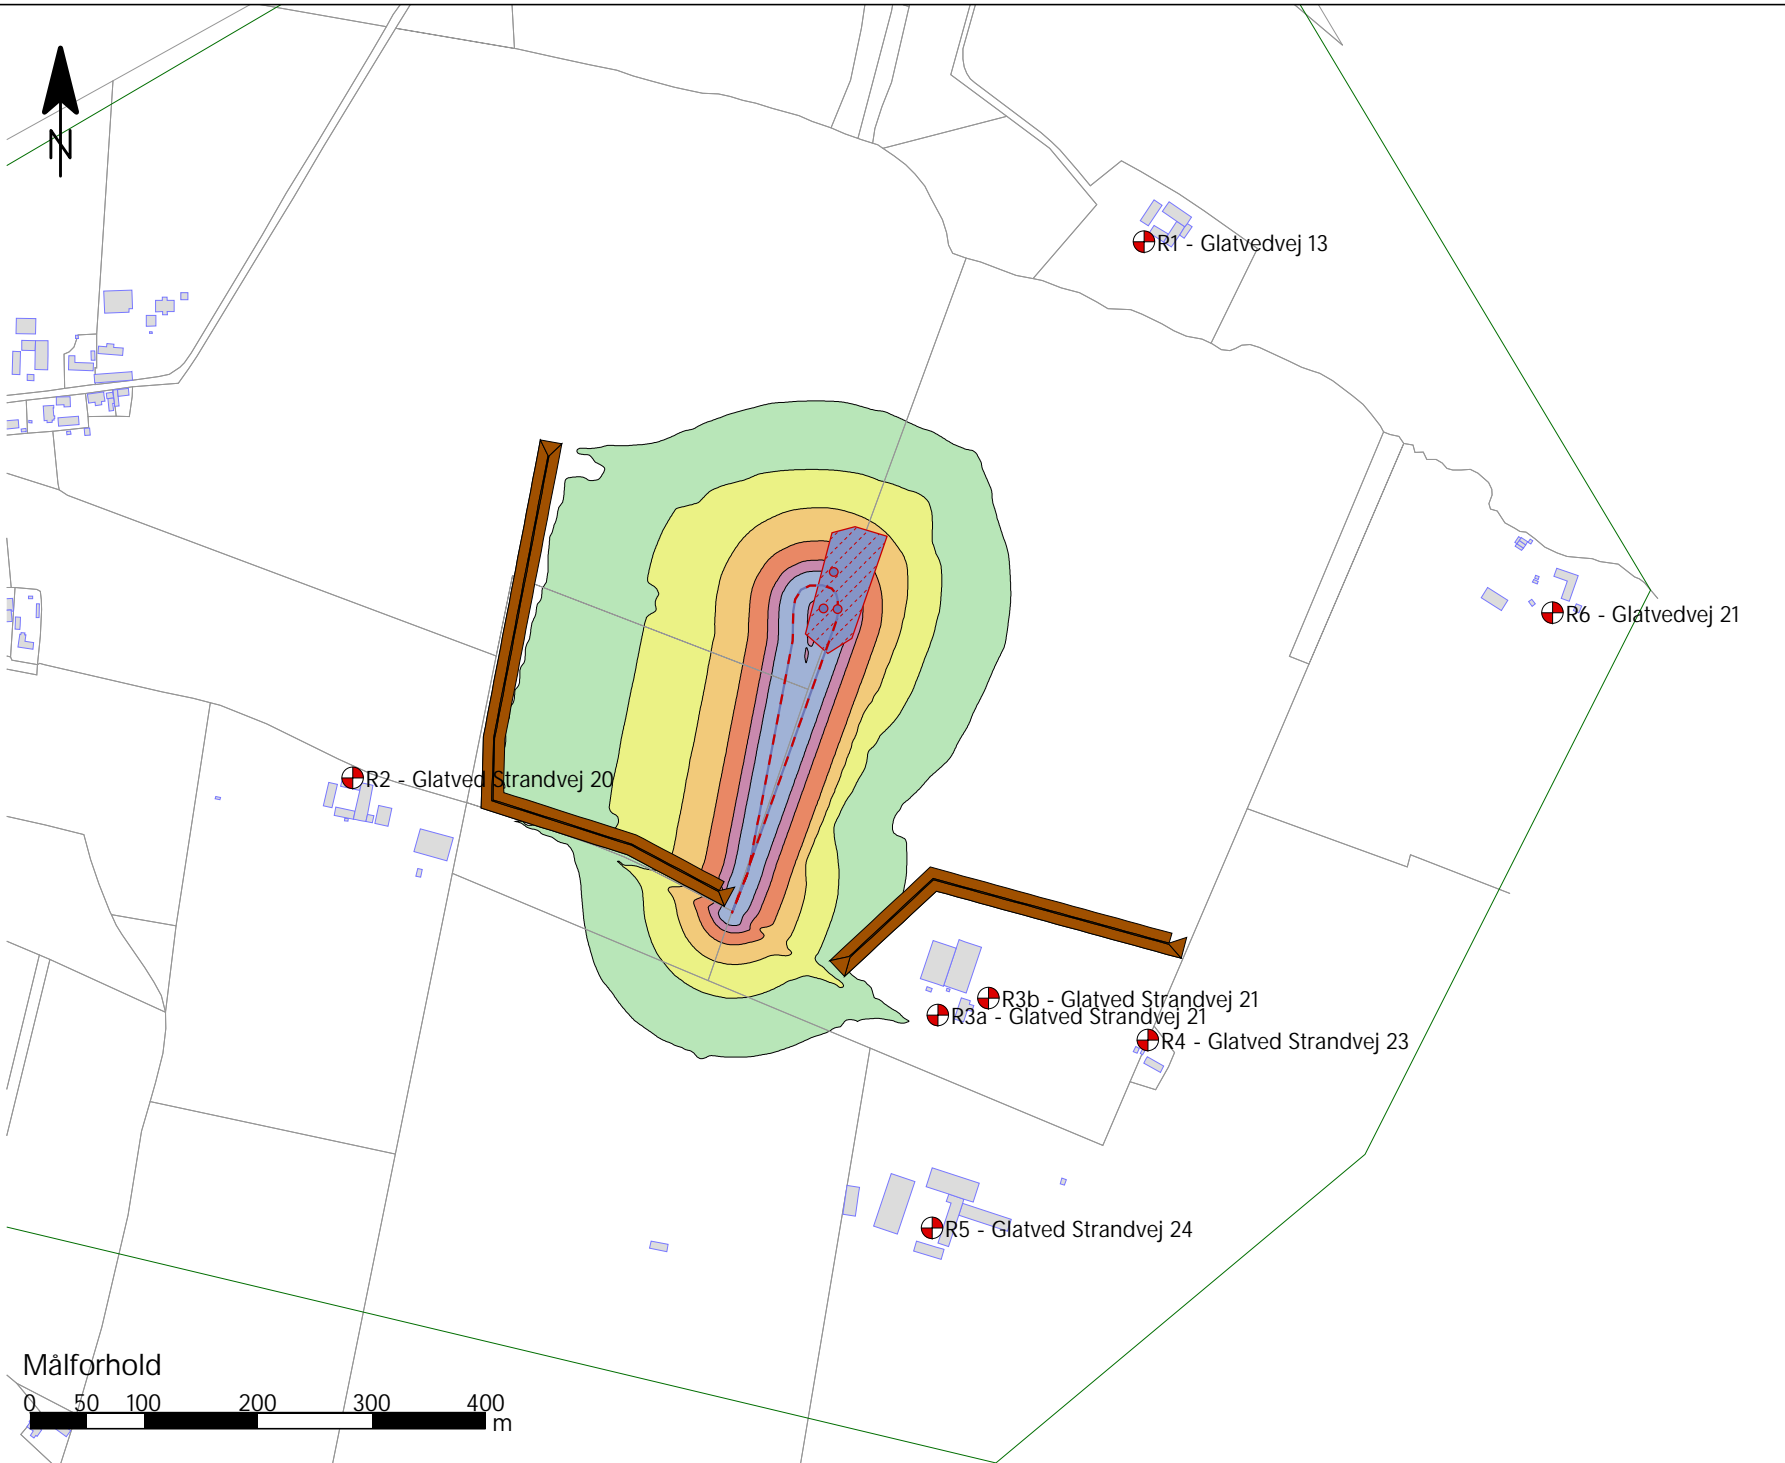 N
R1 - Glatvedvej 13
R6 - Glatvedvej 21
R2 - Glatved Strandvej 20
R3b - Glatved Strandvej 21
R3a - Glatved Strandvej 21
R4 - Glatved Strandvej 23
R5 - Glatved Strandvej 24
Målforhold
0 50 100 200 300 400
m